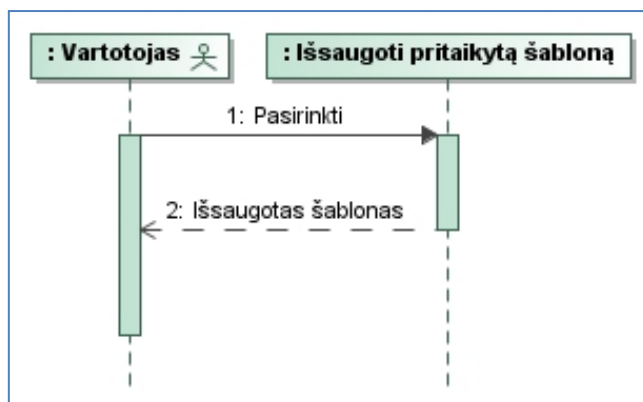 : Vartotojas
: Išsaugoti pritaikytą šabloną
1: Pasirinkti
2: Išsaugotas šablonas